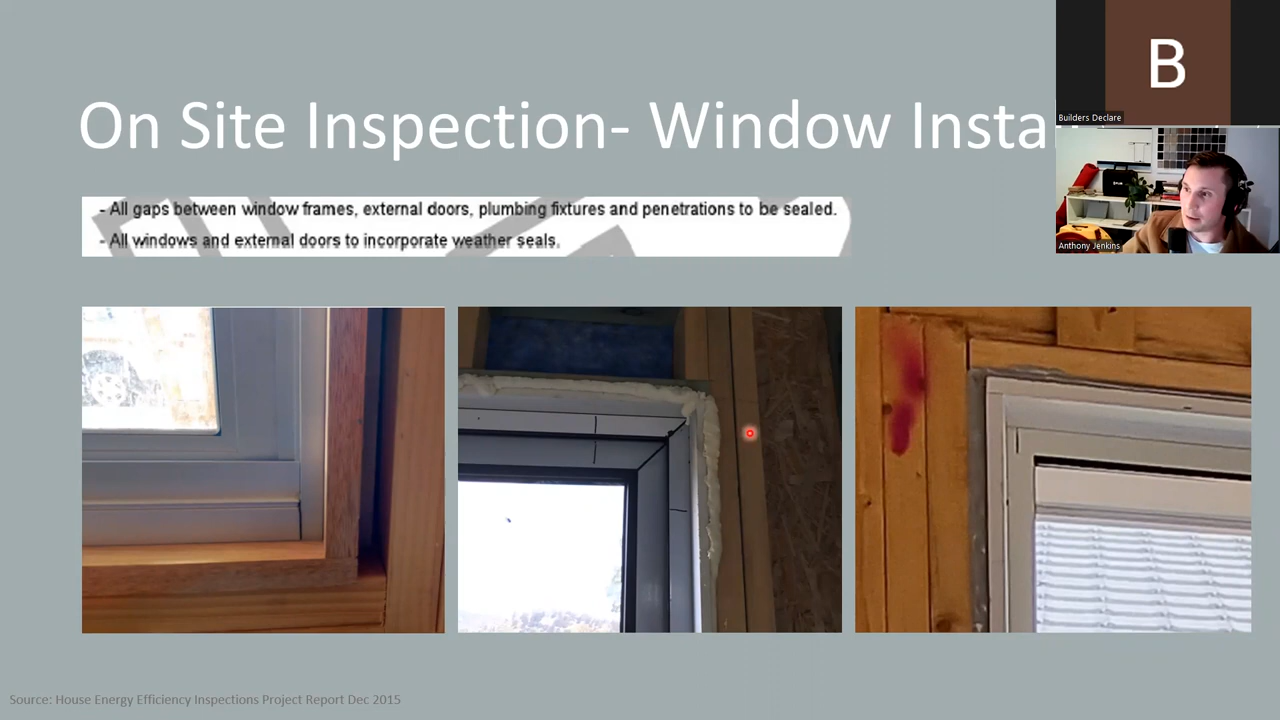 B
Builders Declare
On Site Inspection- Window Insta
- All gaps between window frames, external doors, plumbing fixtures and penetrations to be sealed.
- All windows and external doors to incorporate weather seals.
Anthony Jenkins
Source: House Energy Efficiency Inspections Project Report Dec 2015